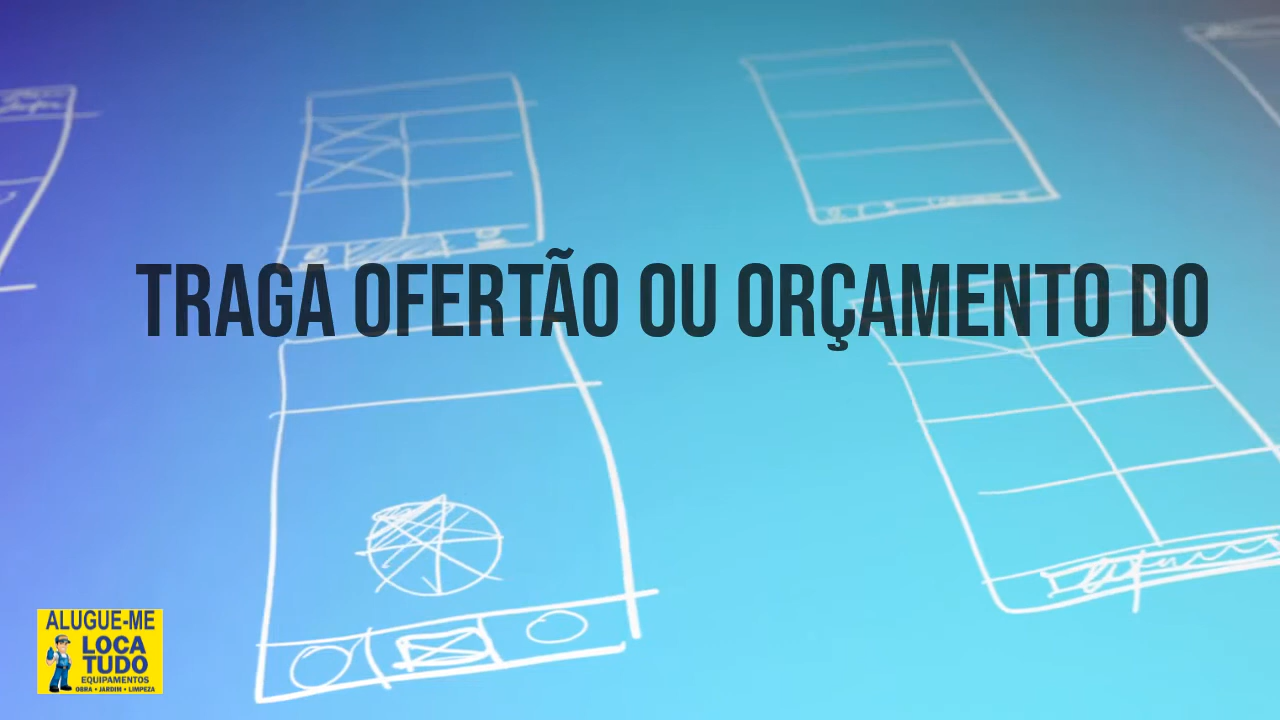 TRAGA OFERTÃO OU ORÇAMENTO DO
ALUGUE-ME
LOCA
TUDO
EQUIPAMENTOS
OBRA • JARDIM • LIMPEZA